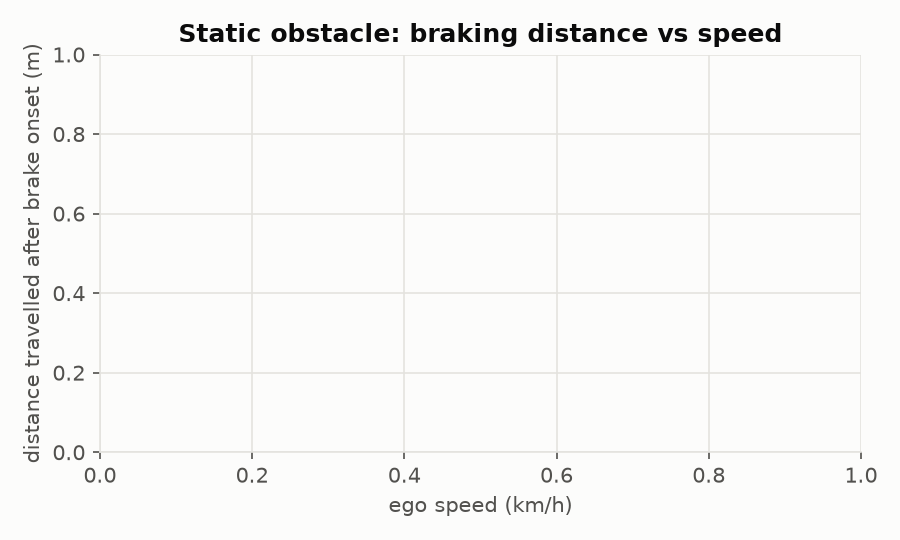 Static obstacle: braking distance vs speed
distance travelled after brake onset (m)
1.0
0.8
0.6
0.4
0.2
0.0
0.0 0.2 0.4 0.6 0.8 1.0
ego speed (km/h)